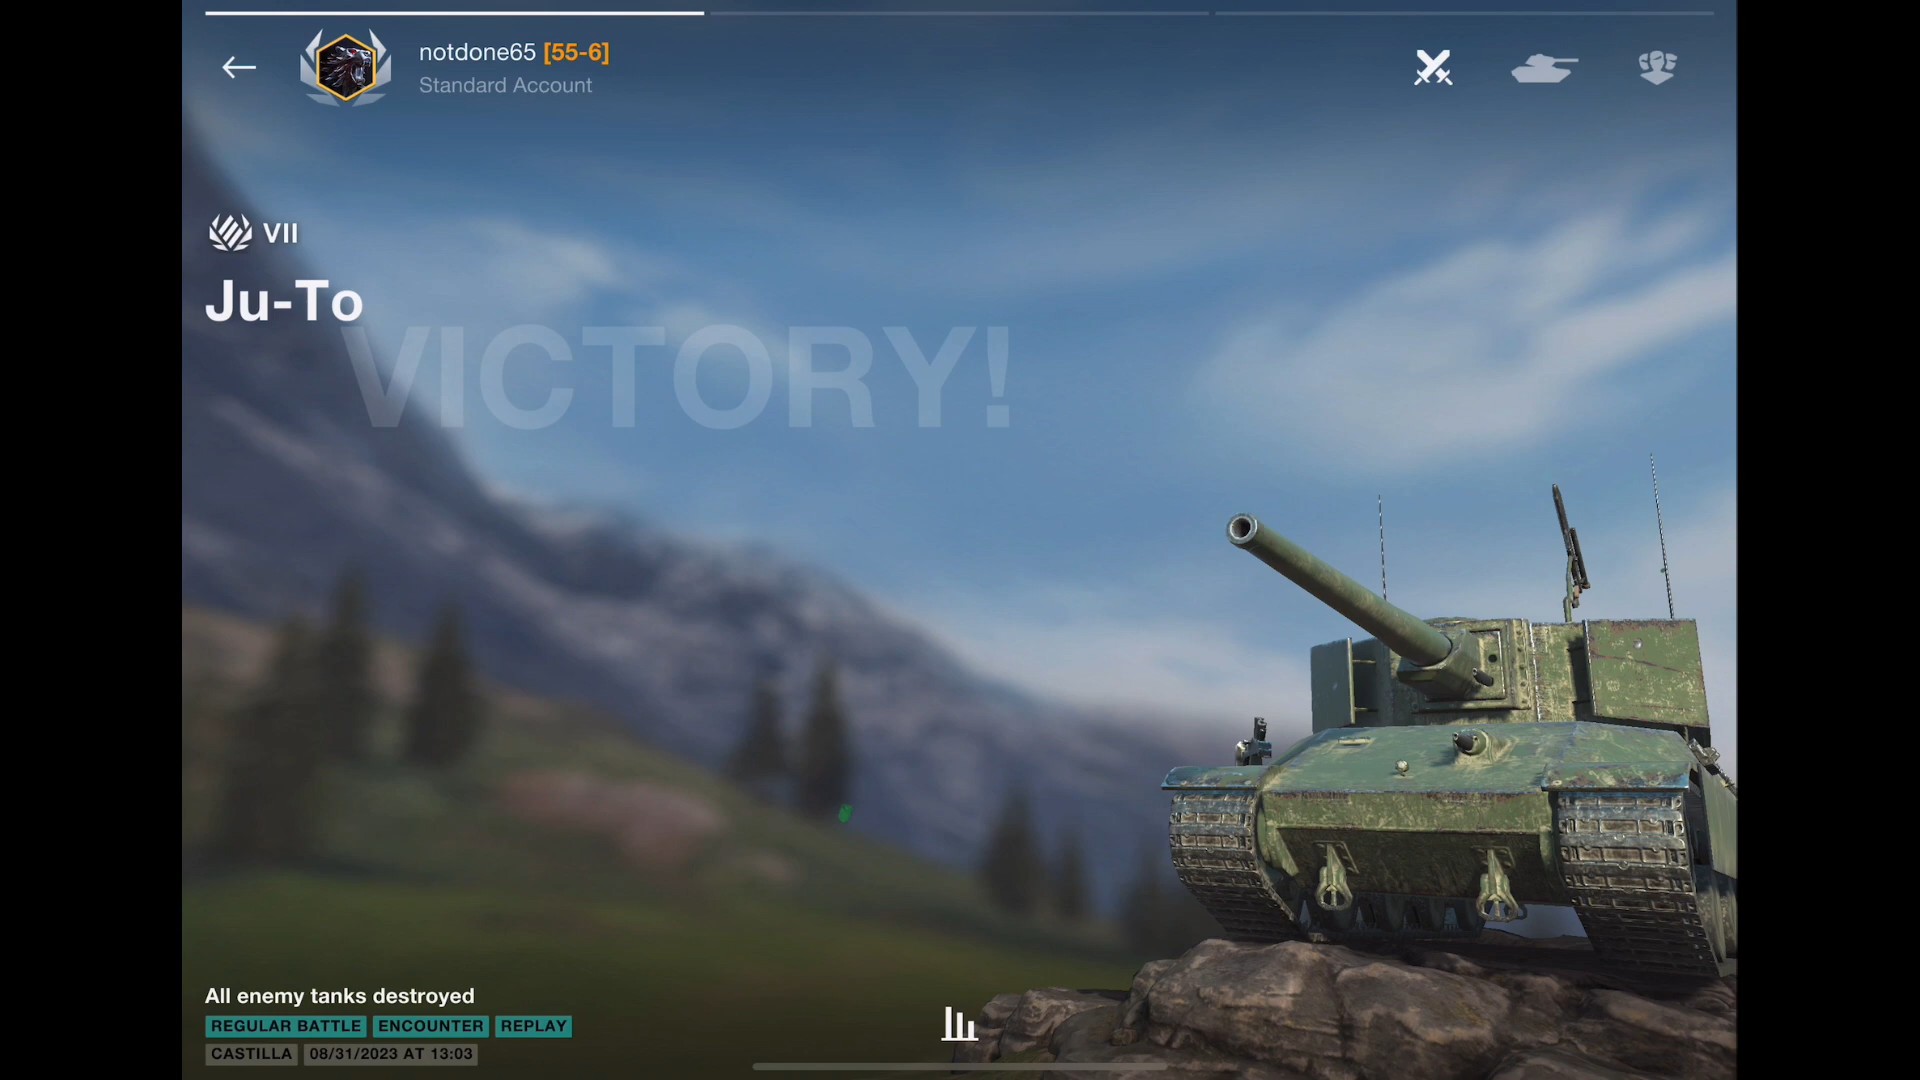 notdone65 [55-6]
Standard Account
VII
Ju-To
VICTORY!
All enemy tanks destroyed
REGULAR BATTLE ENCOUNTER REPLAY
CASTILLA 08/31/2023 AT 13:03